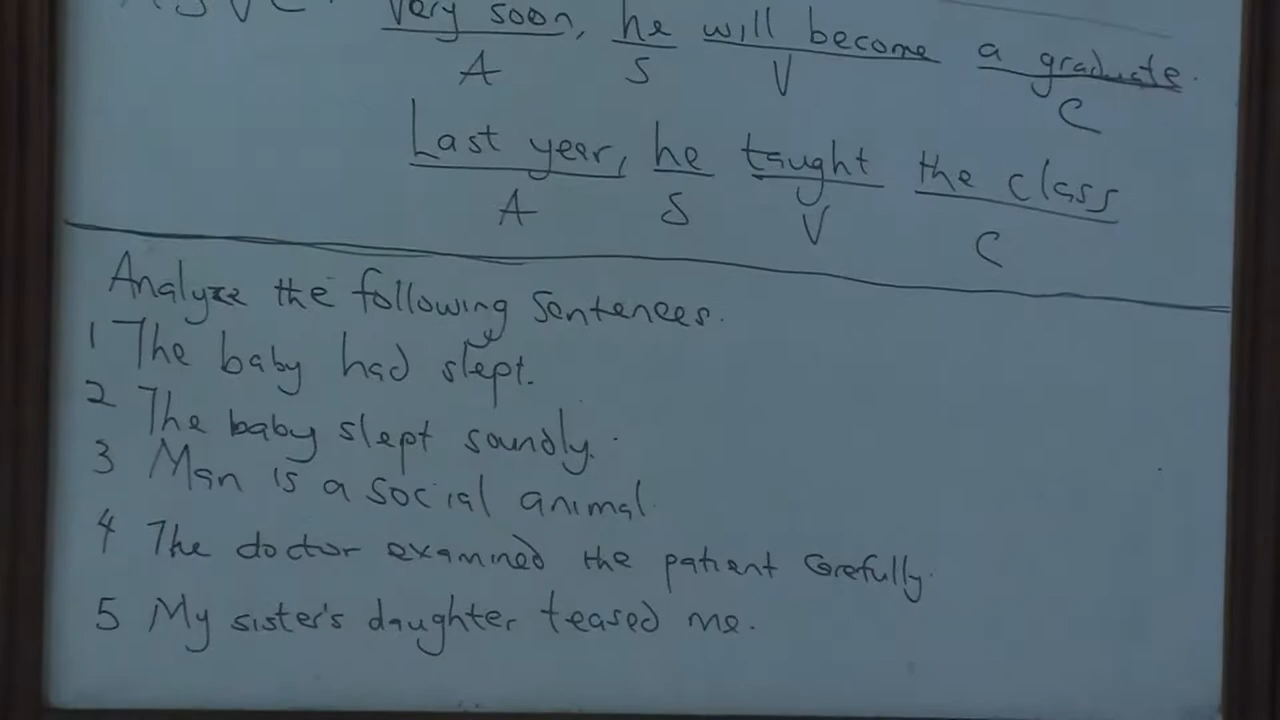 Very soon, he will become a graduate.
A S V C
Last year, he taught the class
A S V C
Analyze the following Sentences.
1 The baby had slept.
2 The baby slept soundly.
3 Man is a social animal
4 The doctor examined the patient Carefully.
5 My sister's daughter teased me.